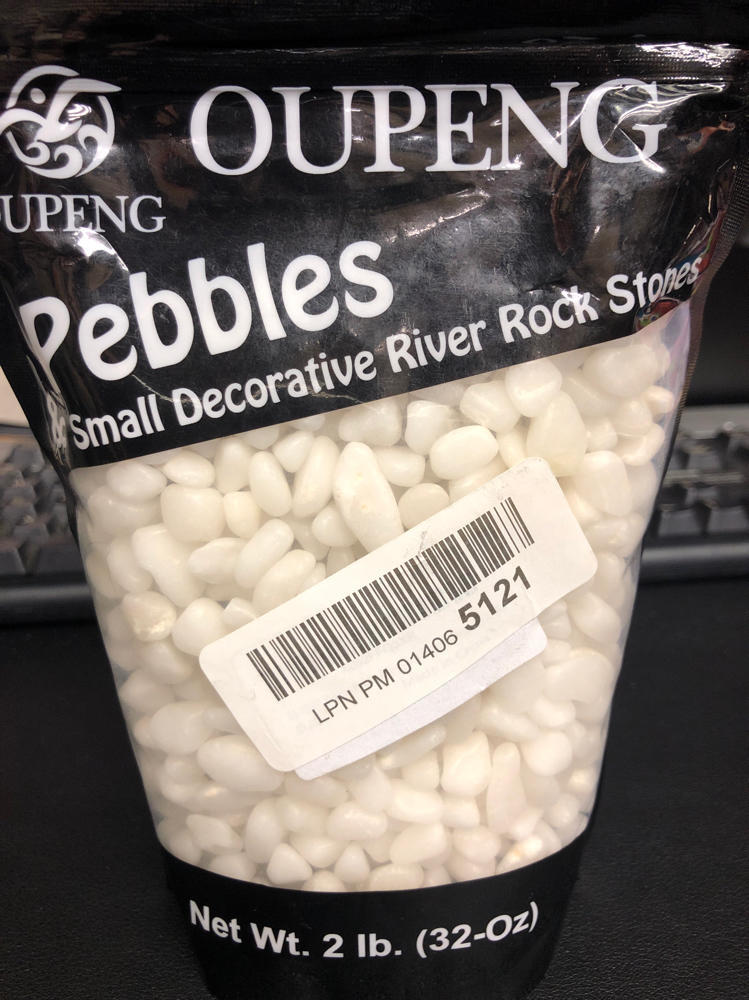 OUPENG
OUPENG
Pebbles
Small Decorative River Rock Stones
LPN PM 01406 5121
Net Wt. 2 lb. (32-Oz)